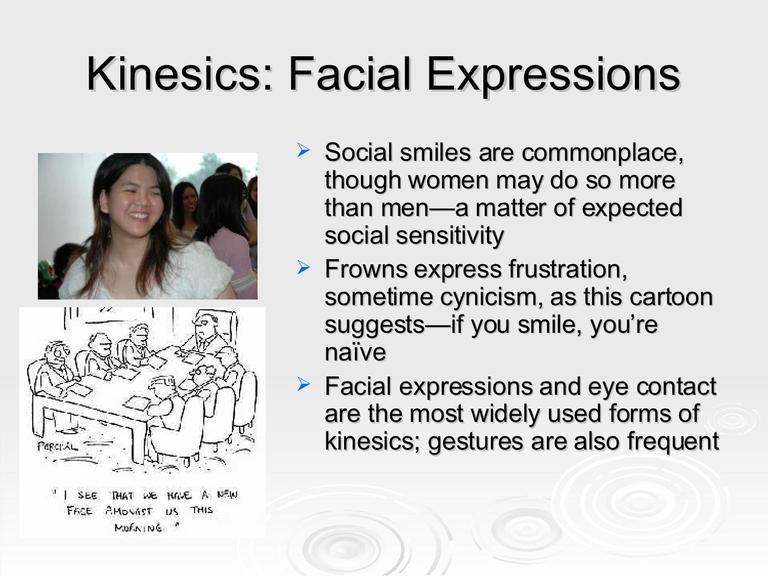 Kinesics: Facial Expressions
Social smiles are commonplace,
though women may do so more
than men—a matter of expected
social sensitivity
Frowns express frustration,
sometime cynicism, as this cartoon
suggests—if you smile, you’re
naïve
Facial expressions and eye contact
are the most widely used forms of
kinesics; gestures are also frequent
PERCIVAL
" I SEE THAT WE HAVE A NEW
FACE AMONGST US THIS
MORNING. "